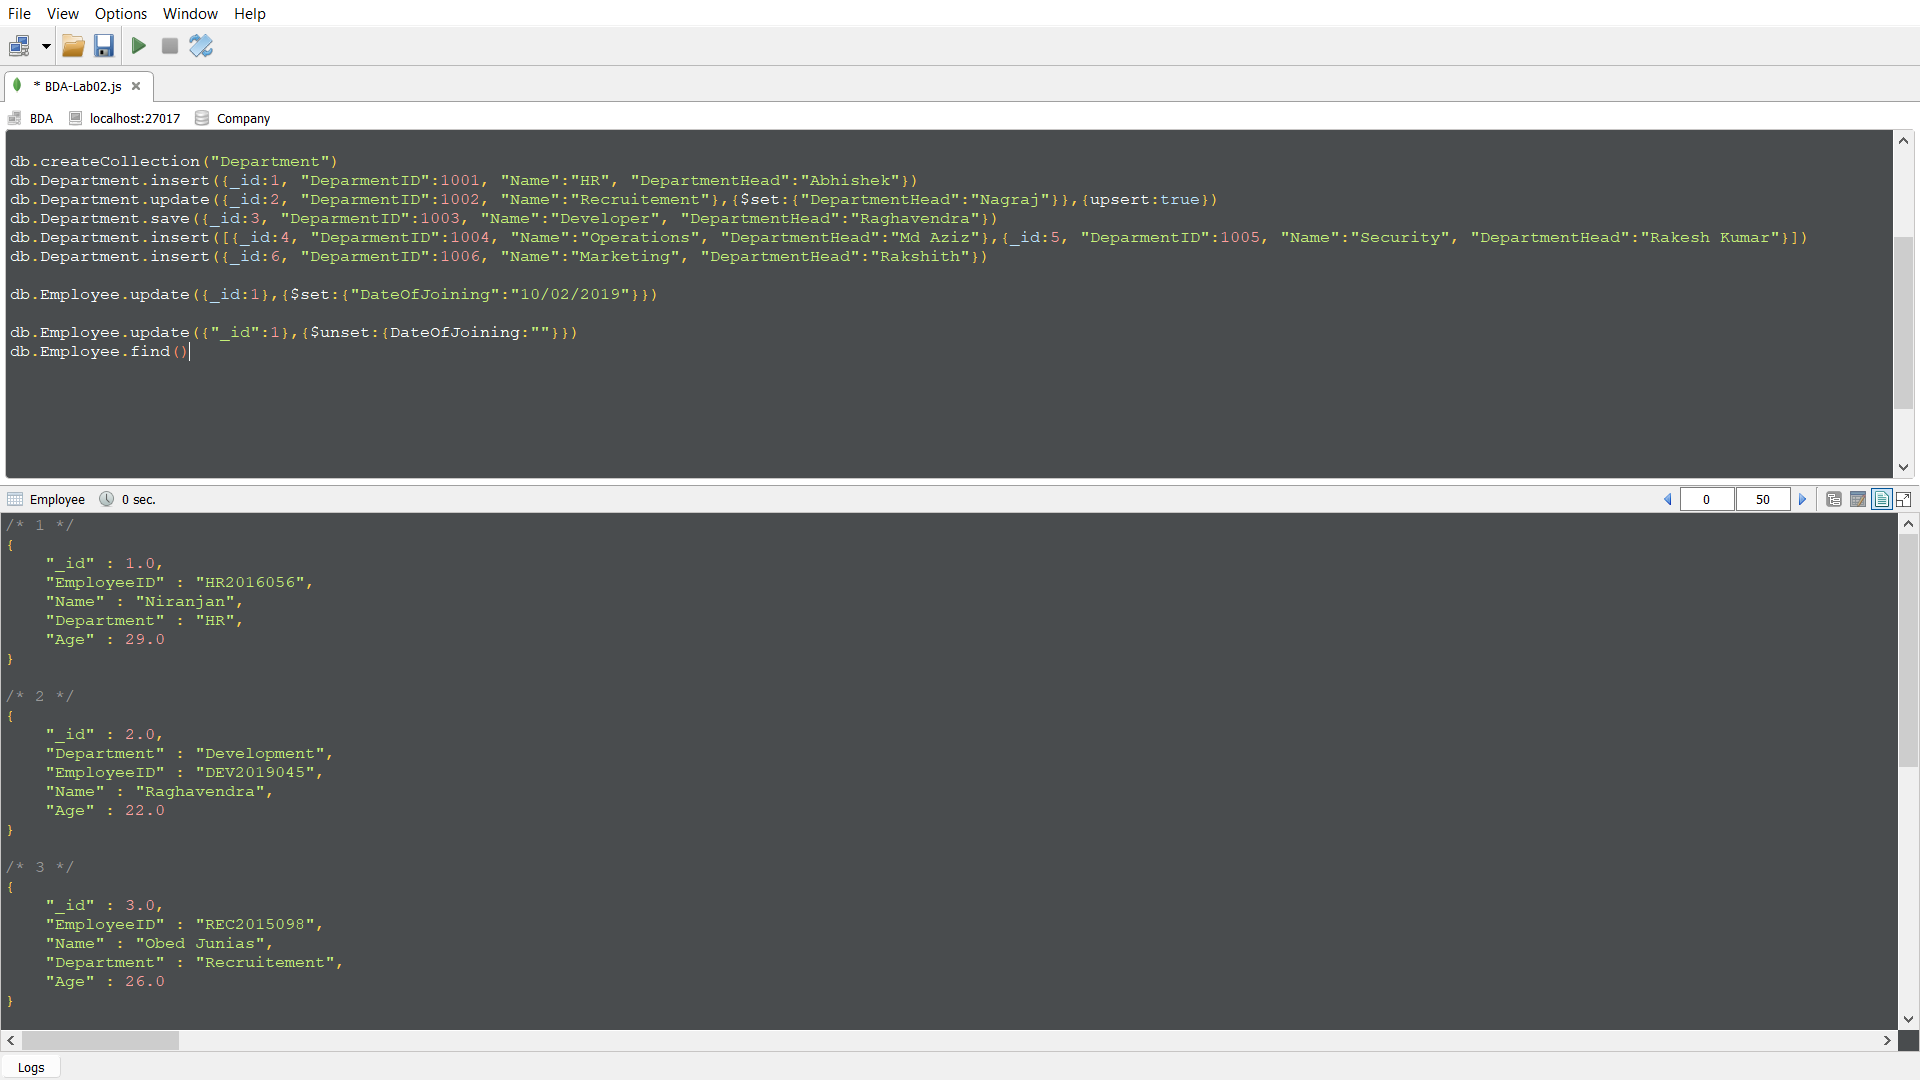 File View Options Window Help
* BDA-Lab02.js
BDA localhost:27017 Company
db.createCollection("Department")
db.Department.insert({_id:1, "DeparmentID":1001, "Name":"HR", "DepartmentHead":"Abhishek"})
db.Department.update({_id:2, "DeparmentID":1002, "Name":"Recruitement"},{$set:{"DepartmentHead":"Nagraj"}},{upsert:true})
db.Department.save({_id:3, "DeparmentID":1003, "Name":"Developer", "DepartmentHead":"Raghavendra"})
db.Department.insert([{_id:4, "DeparmentID":1004, "Name":"Operations", "DepartmentHead":"Md Aziz"},{_id:5, "DeparmentID":1005, "Name":"Security", "DepartmentHead":"Rakesh Kumar"}])
db.Department.insert({_id:6, "DeparmentID":1006, "Name":"Marketing", "DepartmentHead":"Rakshith"})
db.Employee.update({_id:1},{$set:{"DateOfJoining":"10/02/2019"}})
db.Employee.update({"_id":1},{$unset:{DateOfJoining:""}})
db.Employee.find()
Employee 0 sec. 0 50
/* 1 */
{
"_id" : 1.0,
"EmployeeID" : "HR2016056",
"Name" : "Niranjan",
"Department" : "HR",
"Age" : 29.0
}
/* 2 */
{
"_id" : 2.0,
"Department" : "Development",
"EmployeeID" : "DEV2019045",
"Name" : "Raghavendra",
"Age" : 22.0
}
/* 3 */
{
"_id" : 3.0,
"EmployeeID" : "REC2015098",
"Name" : "Obed Junias",
"Department" : "Recruitement",
"Age" : 26.0
}
Logs